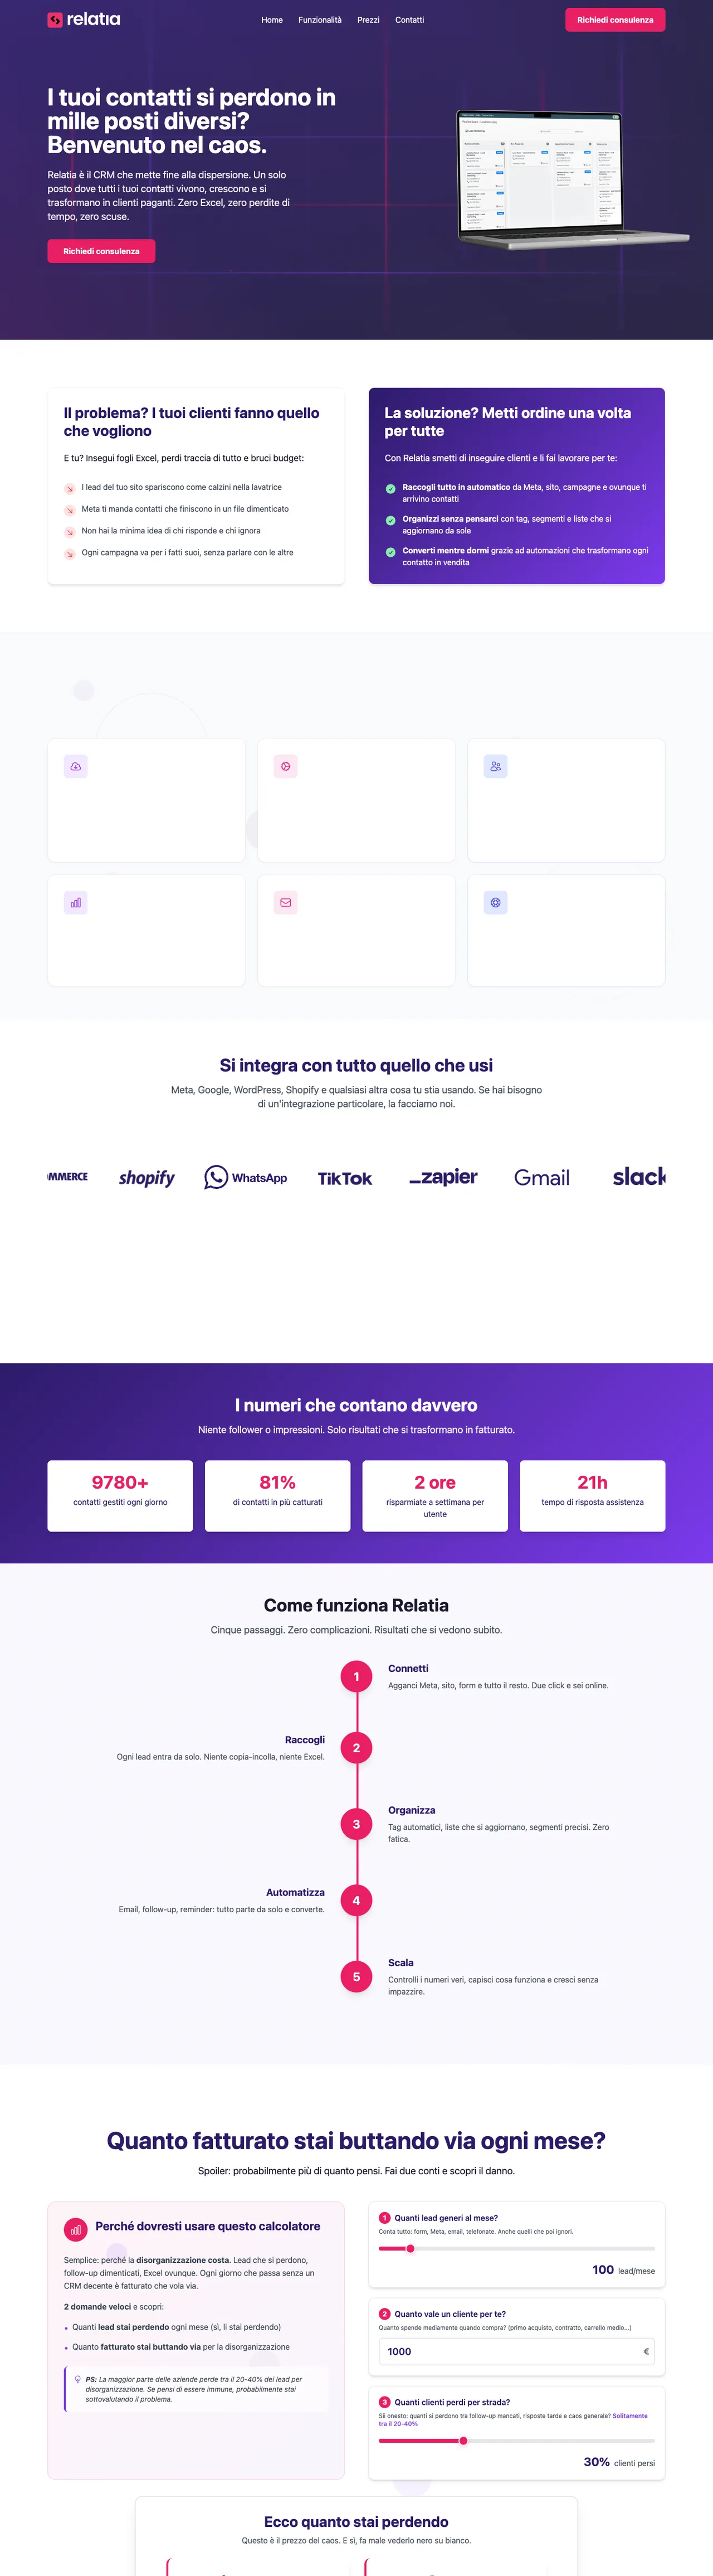 relatia
Home Funzionalità Prezzi Contatti
Richiedi consulenza
I tuoi contatti si perdono in
mille posti diversi?
Benvenuto nel caos.
Relatia è il CRM che mette fine alla dispersione. Un solo
posto dove tutti i tuoi contatti vivono, crescono e si
trasformano in clienti paganti. Zero Excel, zero perdite di
tempo, zero scuse.
Richiedi consulenza
Il problema? I tuoi clienti fanno quello
che vogliono
E tu? Insegui fogli Excel, perdi traccia di tutto e bruci budget:
I lead del tuo sito spariscono come calzini nella lavatrice
Meta ti manda contatti che finiscono in un file dimenticato
Non hai la minima idea di chi risponde e chi ignora
Ogni campagna va per i fatti suoi, senza parlare con le altre
La soluzione? Metti ordine una volta
per tutte
Con Relatia smetti di inseguire clienti e li fai lavorare per te:
Raccogli tutto in automatico da Meta, sito, campagne e ovunque ti
arrivino contatti
Organizzi senza pensarci con tag, segmenti e liste che si
aggiornano da sole
Converti mentre dormi grazie ad automazioni che trasformano ogni
contatto in vendita
Si integra con tutto quello che usi
Meta, Google, WordPress, Shopify e qualsiasi altra cosa tu stia usando. Se hai bisogno
di un'integrazione particolare, la facciamo noi.
MMERCE shopify WhatsApp TikTok _zapier Gmail slack
I numeri che contano davvero
Niente follower o impressioni. Solo risultati che si trasformano in fatturato.
9780+
contatti gestiti ogni giorno
81%
di contatti in più catturati
2 ore
risparmiate a settimana per
utente
21h
tempo di risposta assistenza
Come funziona Relatia
Cinque passaggi. Zero complicazioni. Risultati che si vedono subito.
1
Connetti
Agganci Meta, sito, form e tutto il resto. Due click e sei online.
Raccogli
2
Ogni lead entra da solo. Niente copia-incolla, niente Excel.
Organizza
3
Tag automatici, liste che si aggiornano, segmenti precisi. Zero
fatica.
Automatizza
4
Email, follow-up, reminder: tutto parte da solo e converte.
Scala
5
Controlli i numeri veri, capisci cosa funziona e cresci senza
impazzire.
Quanto fatturato stai buttando via ogni mese?
Spoiler: probabilmente più di quanto pensi. Fai due conti e scopri il danno.
Perché dovresti usare questo calcolatore
Semplice: perché la disorganizzazione costa. Lead che si perdono,
follow-up dimenticati, Excel ovunque. Ogni giorno che passa senza un
CRM decente è fatturato che vola via.
2 domande veloci e scopri:
• Quanti lead stai perdendo ogni mese (sì, li stai perdendo)
• Quanto fatturato stai buttando via per la disorganizzazione
PS: La maggior parte delle aziende perde tra il 20-40% dei lead per
disorganizzazione. Se pensi di essere immune, probabilmente stai
sottovalutando il problema.
1 Quanti lead generi al mese?
Conta tutto: form, Meta, email, telefonate. Anche quelli che poi ignori.
100 lead/mese
2 Quanto vale un cliente per te?
Quanto spende mediamente quando compra? (primo acquisto, contratto, carrello medio...)
1000 €
3 Quanti clienti perdi per strada?
Sii onesto: quanti si perdono tra follow-up mancati, risposte tarde e caos generale? Solitamente
tra il 20-40%
30% clienti persi
Ecco quanto stai perdendo
Questo è il prezzo del caos. E sì, fa male vederlo nero su bianco.